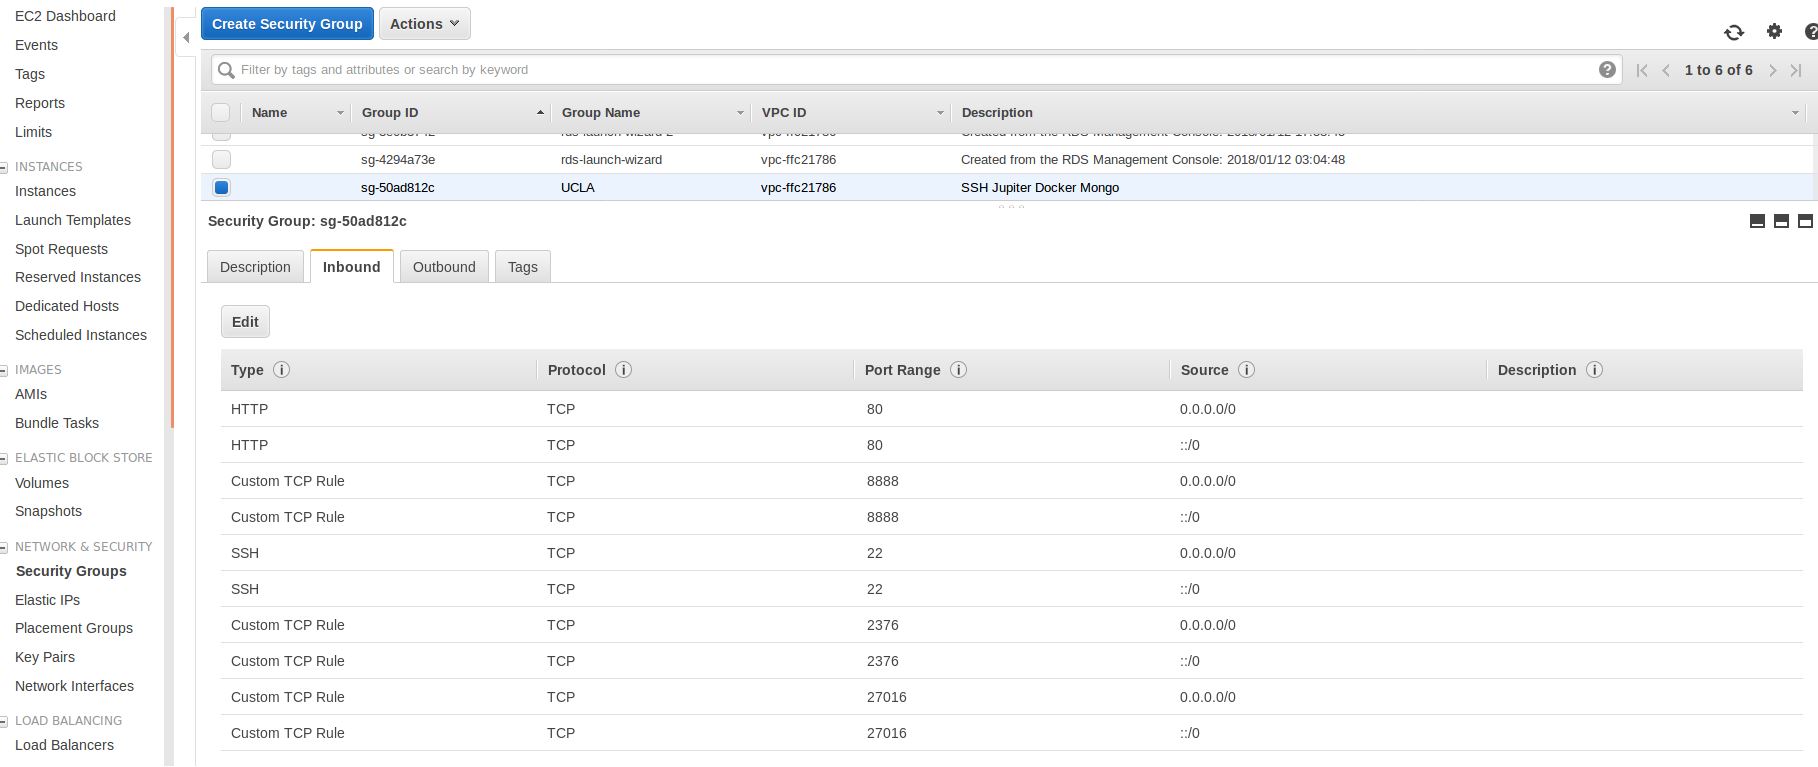 EC2 Dashboard
Events
Tags
Reports
Limits
INSTANCES
Instances
Launch Templates
Spot Requests
Reserved Instances
Dedicated Hosts
Scheduled Instances
IMAGES
AMIs
Bundle Tasks
ELASTIC BLOCK STORE
Volumes
Snapshots
NETWORK & SECURITY
Security Groups
Elastic IPs
Placement Groups
Key Pairs
Network Interfaces
LOAD BALANCING
Load Balancers
Create Security Group Actions
Filter by tags and attributes or search by keyword 1 to 6 of 6
Name Group ID Group Name VPC ID Description
sg-4294a73e rds-launch-wizard vpc-ffc21786 Created from the RDS Management Console: 2018/01/12 03:04:48
sg-50ad812c UCLA vpc-ffc21786 SSH Jupiter Docker Mongo
Security Group: sg-50ad812c
Description Inbound Outbound Tags
Edit
Type Protocol Port Range Source Description
HTTP TCP 80 0.0.0.0/0
HTTP TCP 80 ::/0
Custom TCP Rule TCP 8888 0.0.0.0/0
Custom TCP Rule TCP 8888 ::/0
SSH TCP 22 0.0.0.0/0
SSH TCP 22 ::/0
Custom TCP Rule TCP 2376 0.0.0.0/0
Custom TCP Rule TCP 2376 ::/0
Custom TCP Rule TCP 27016 0.0.0.0/0
Custom TCP Rule TCP 27016 ::/0